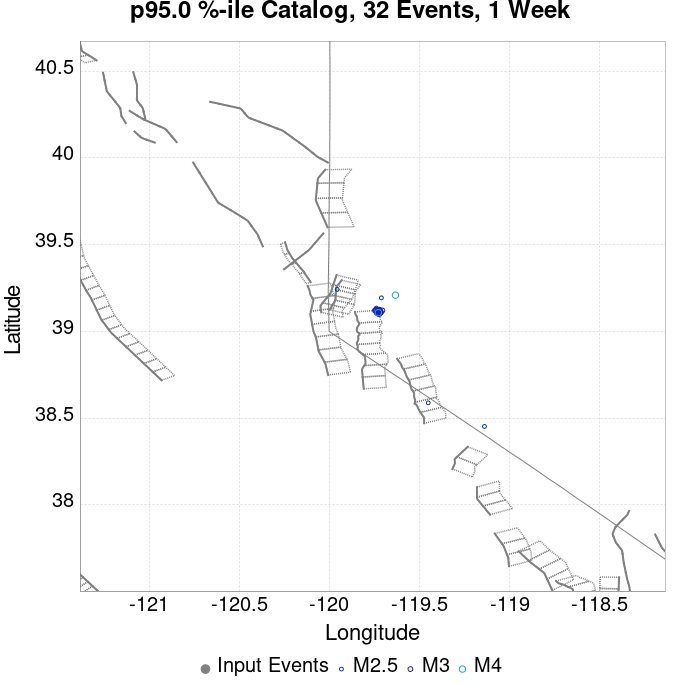 p95.0 %-ile Catalog, 32 Events, 1 Week
40.5
40
39.5
39
38.5
38
Latitude
-121
-120.5
-120
-119.5
-119
-118.5
Longitude
Input Events
M2.5
M3
M4